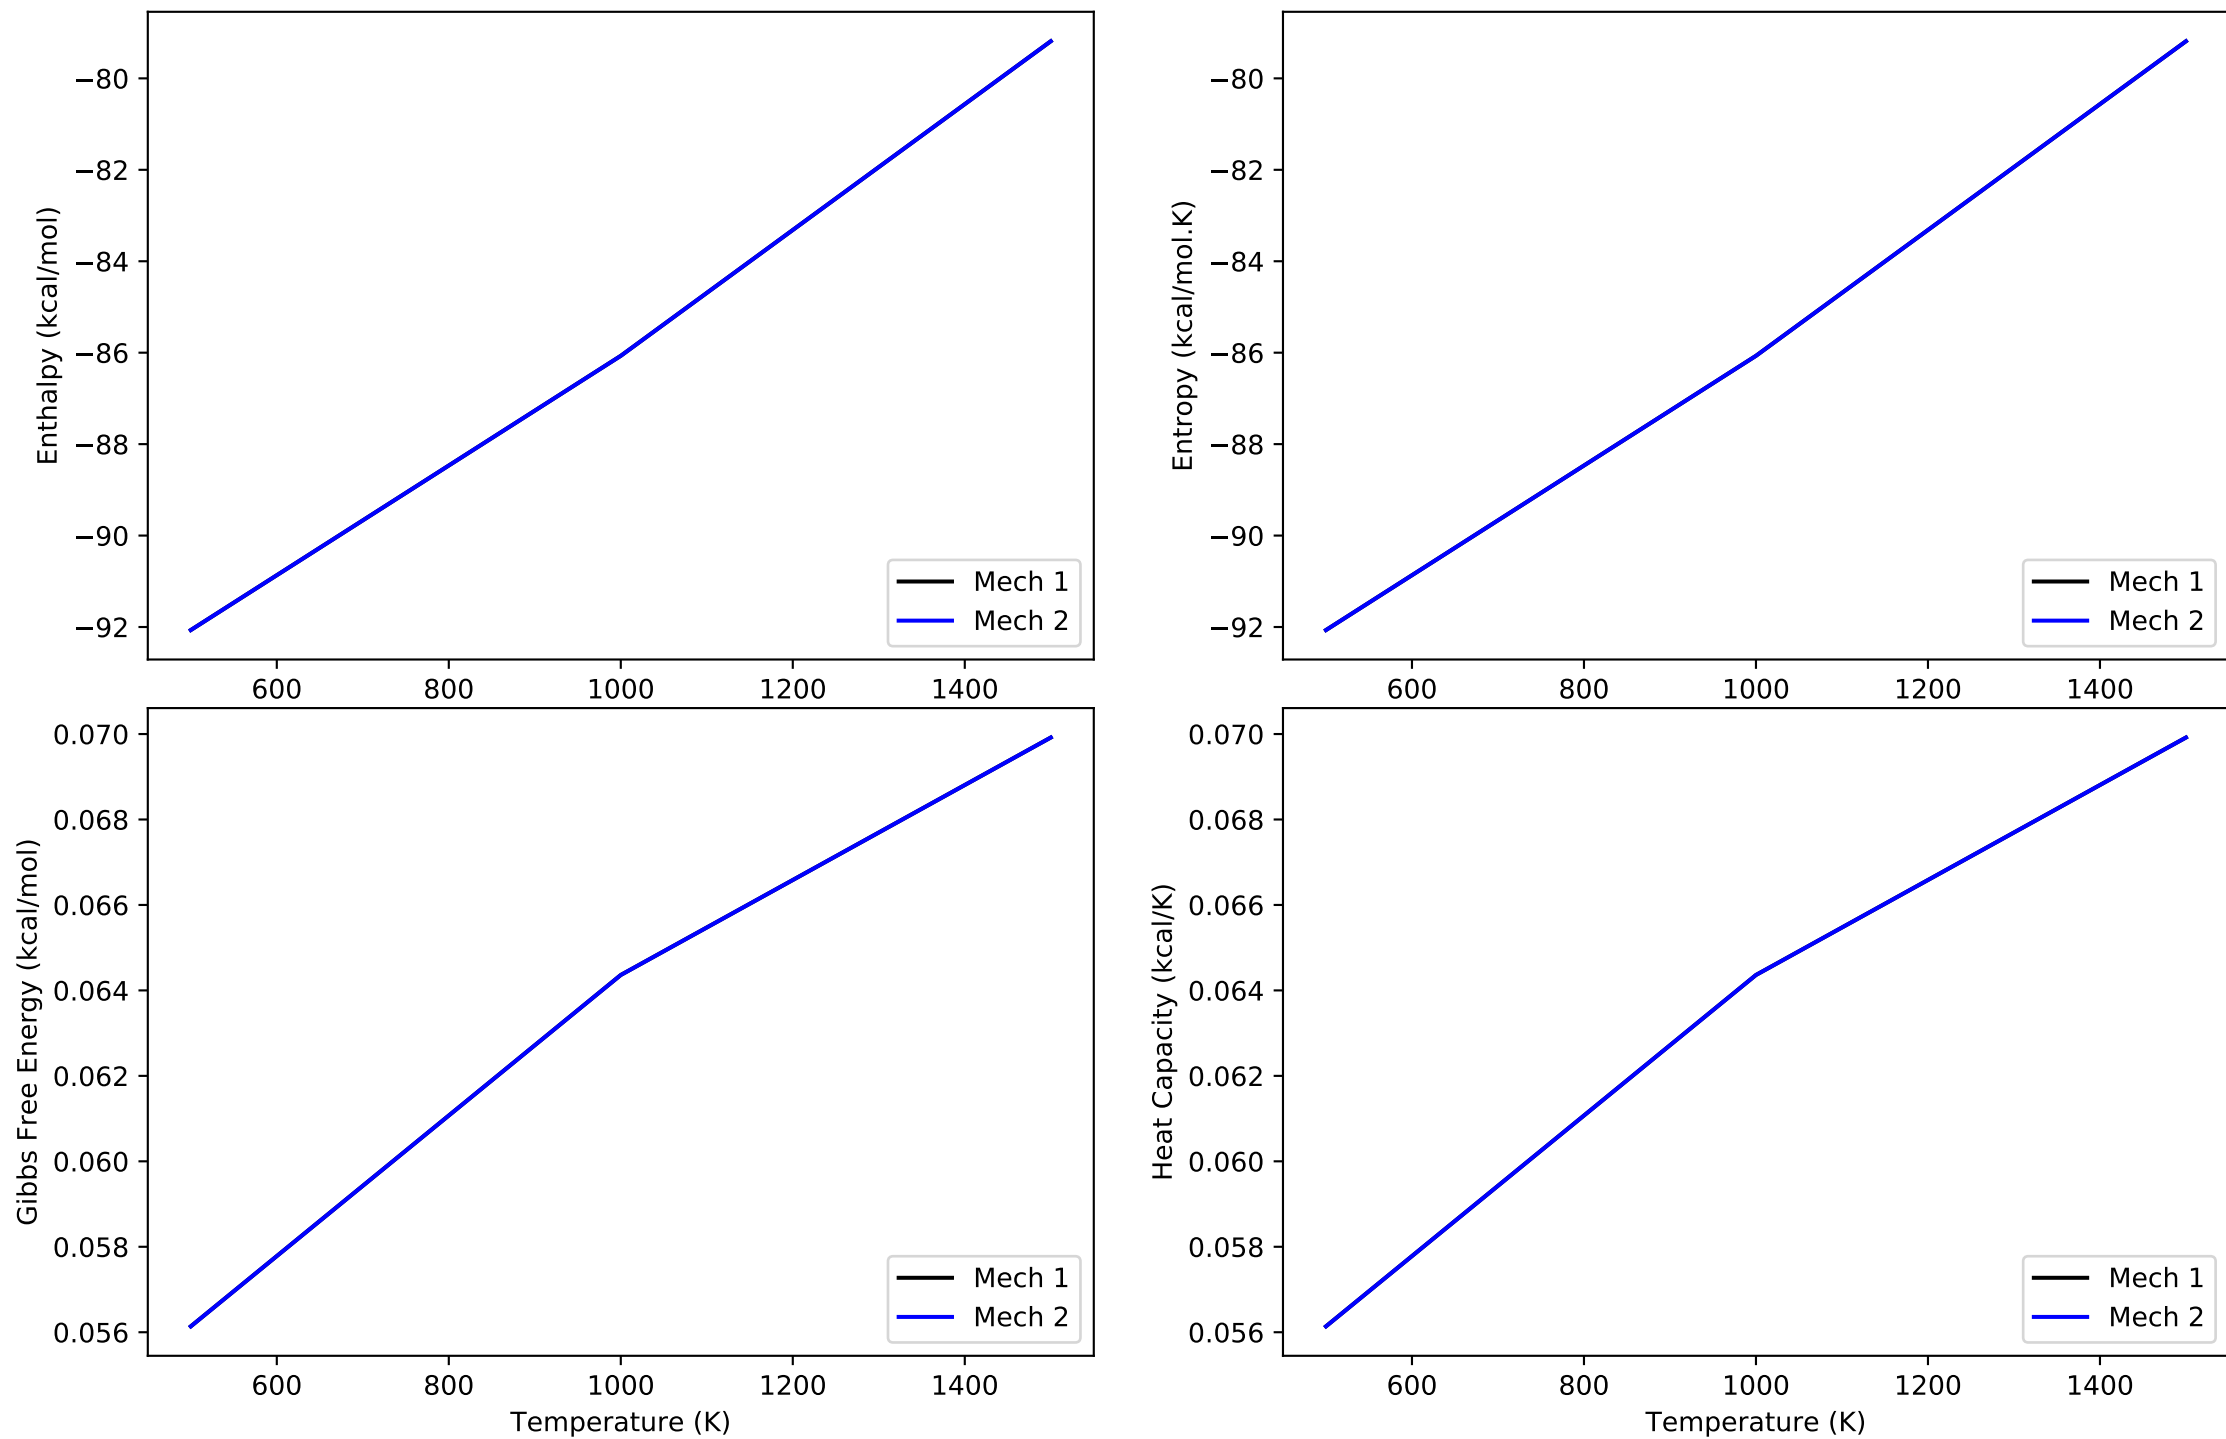 Enthalpy (kcal/mol)
−80
−82
−84
−86
−88
−90
−92
600 800 1000 1200 1400
Mech 1
Mech 2
Entropy (kcal/mol.K)
−80
−82
−84
−86
−88
−90
−92
600 800 1000 1200 1400
Mech 1
Mech 2
Gibbs Free Energy (kcal/mol)
0.070
0.068
0.066
0.064
0.062
0.060
0.058
0.056
600 800 1000 1200 1400
Temperature (K)
Mech 1
Mech 2
Heat Capacity (kcal/K)
0.070
0.068
0.066
0.064
0.062
0.060
0.058
0.056
600 800 1000 1200 1400
Temperature (K)
Mech 1
Mech 2